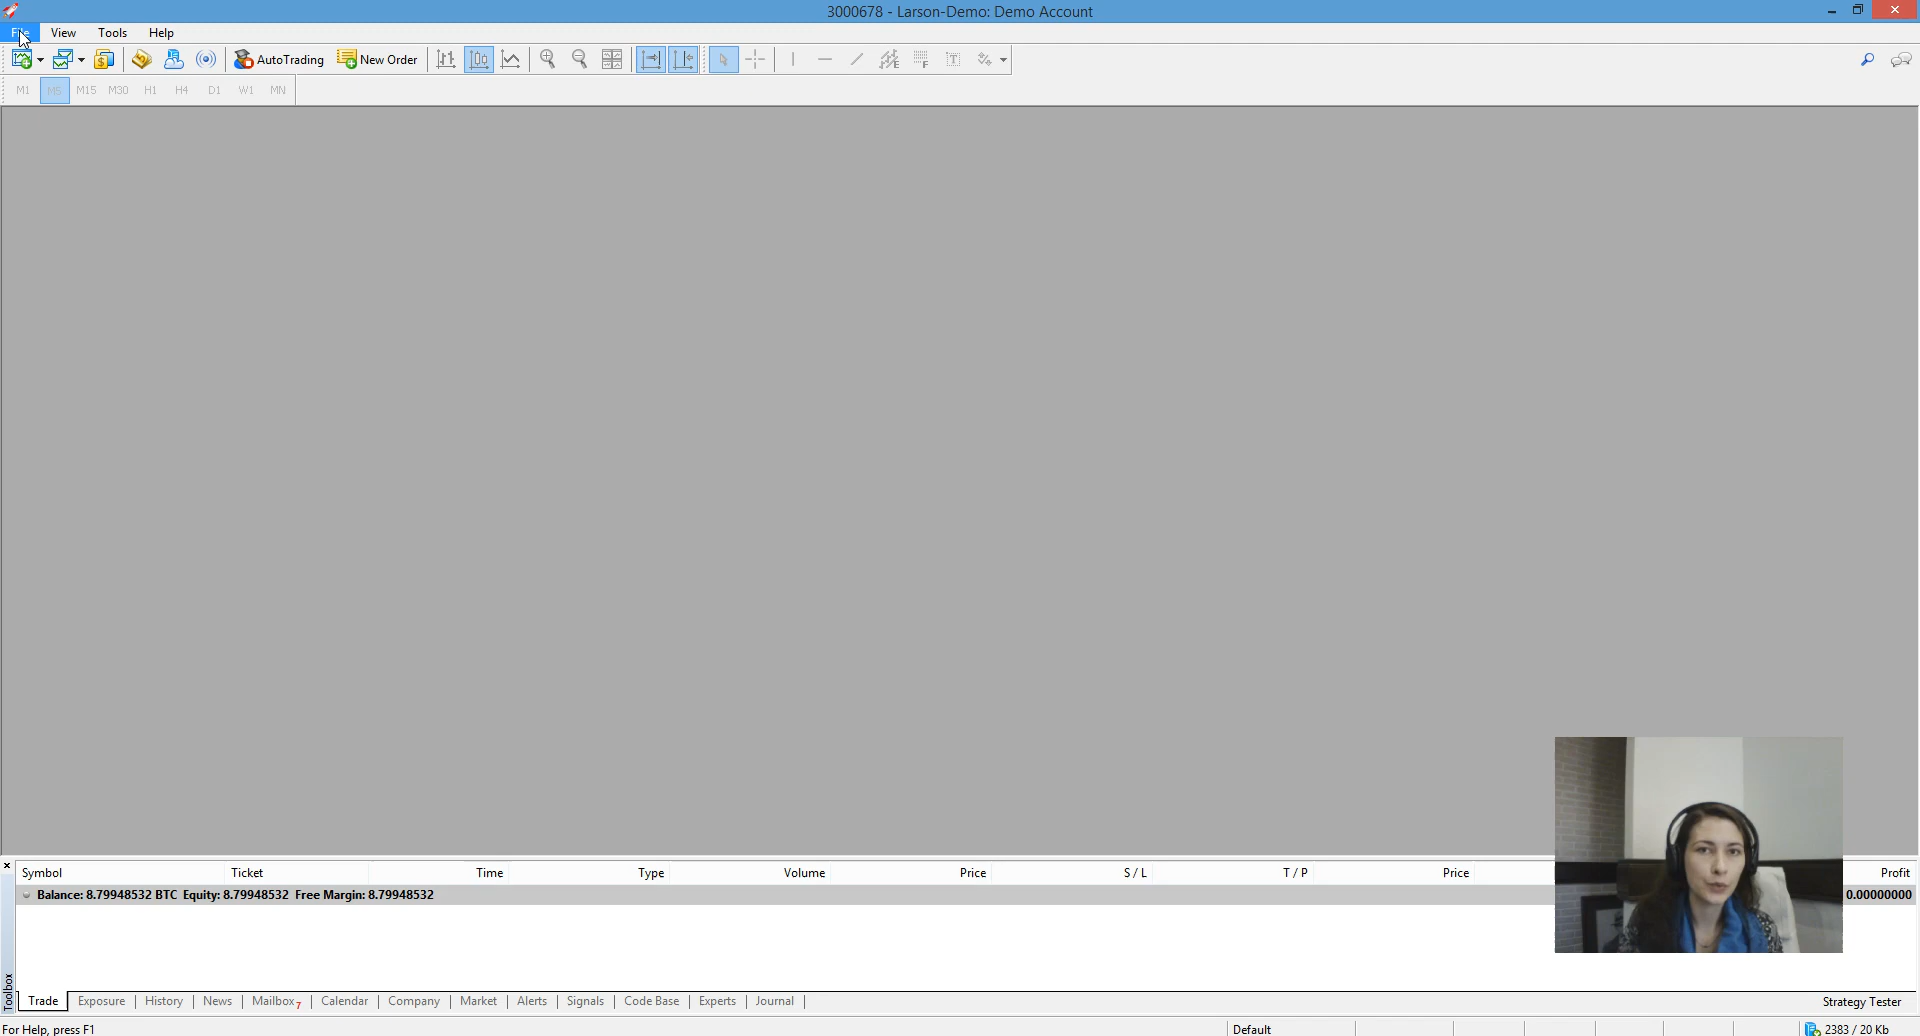 3000678 - Larson-Demo: Demo Account
View Tools Help
AutoTrading New Order
M1 M5 M15 M30 H1 H4 D1 W1 MN
Symbol Ticket Time Type Volume Price S / L T / P Price Profit
Balance: 8.79948532 BTC Equity: 8.79948532 Free Margin: 8.79948532 0.00000000
Toolbox
Trade Exposure History News Mailbox 7 Calendar Company Market Alerts Signals Code Base Experts Journal Strategy Tester
For Help, press F1 Default 2383 / 20 Kb